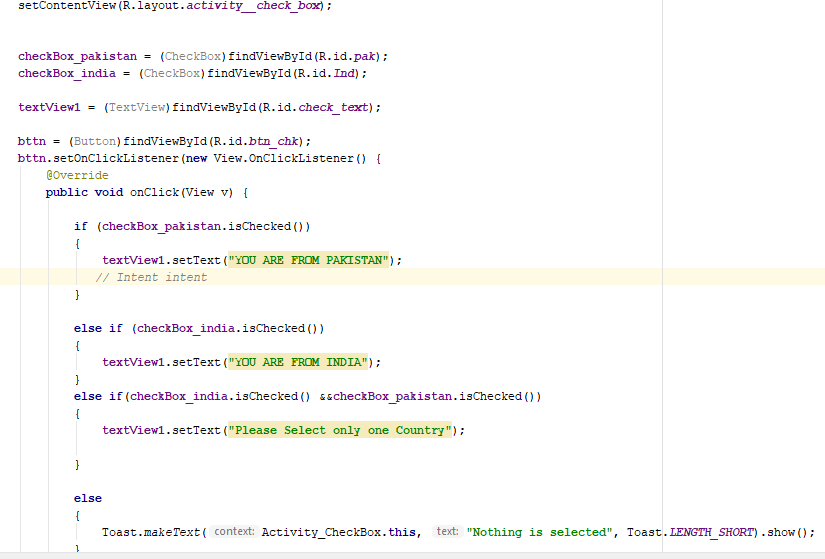 setContentView(R.layout.activity__check_box);
checkBox_pakistan = (CheckBox)findViewById(R.id.pak);
checkBox_india = (CheckBox)findViewById(R.id.Ind);
textView1 = (TextView)findViewById(R.id.check_text);
bttn = (Button)findViewById(R.id.btn_chk);
bttn.setOnClickListener(new View.OnClickListener() {
@Override
public void onClick(View v) {
if (checkBox_pakistan.isChecked())
{
textView1.setText("YOU ARE FROM PAKISTAN");
// Intent intent
}
else if (checkBox_india.isChecked())
{
textView1.setText("YOU ARE FROM INDIA");
}
else if(checkBox_india.isChecked() &&checkBox_pakistan.isChecked())
{
textView1.setText("Please Select only one Country");
}
else
{
Toast.makeText( context: Activity_CheckBox.this, text: "Nothing is selected", Toast.LENGTH_SHORT).show();
}